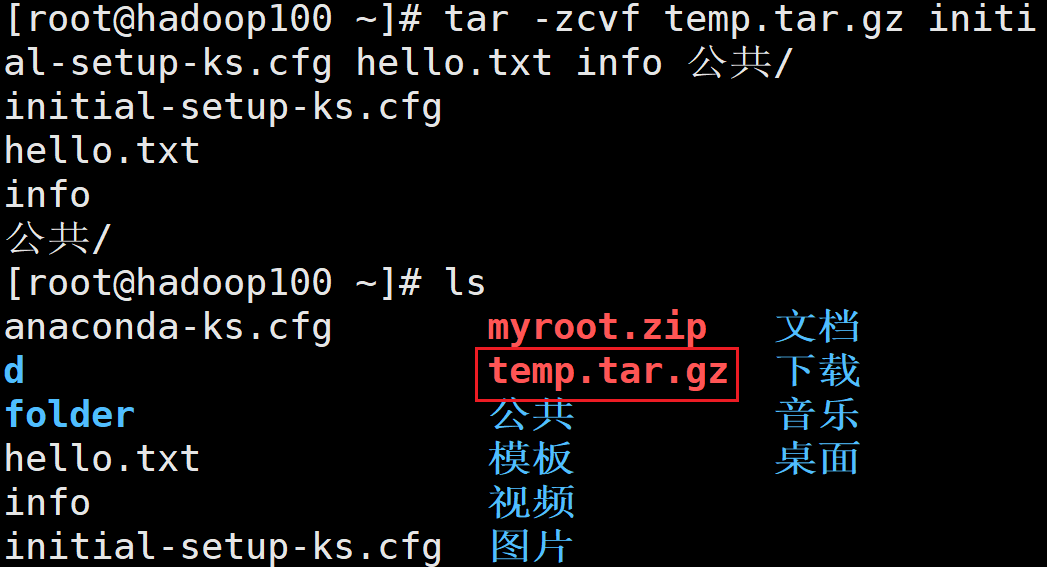 [root@hadoop100 ~]# tar -zcvf temp.tar.gz initi
al-setup-ks.cfg hello.txt info 公共/
initial-setup-ks.cfg
hello.txt
info
公共/
[root@hadoop100 ~]# ls
anaconda-ks.cfg myroot.zip 文档
d temp.tar.gz 下载
folder 公共 音乐
hello.txt 模板 桌面
info 视频
initial-setup-ks.cfg 图片